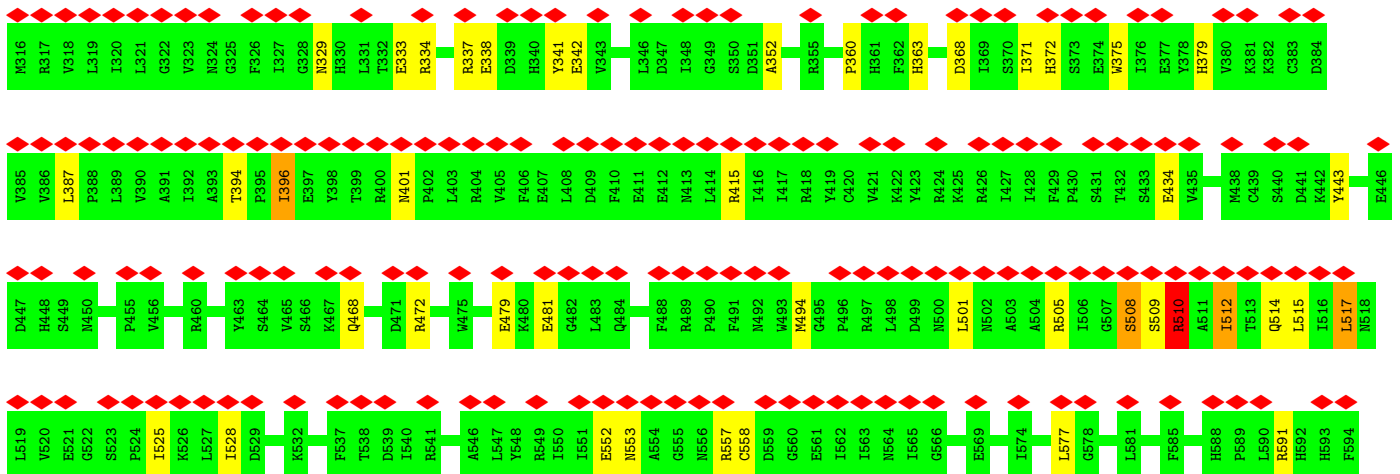 M316 R317 V318 L319 I320 L321 G322 V323 N324 G325 F326 I327 G328 N329 H330 L331 T332 E333 R334 R337 E338 D339 H340 Y341 E342 V343 L346 D347 I348 G349 S350 D351 A352 R355 P360 H361 F362 H363 D368 I369 S370 I371 H372 S373 E374 W375 I376 E377 Y378 H379 V380 K381 K382 C383 D384
V385 V386 L387 P388 L389 V390 A391 I392 A393 T394 P395 I396 E397 Y398 T399 R400 N401 P402 L403 R404 V405 F406 E407 L408 D409 F410 E411 E412 N413 L414 R415 I416 I417 R418 Y419 C420 V421 K422 Y423 R424 K425 R426 I427 I428 F429 P430 S431 T432 S433 E434 V435 M438 C439 S440 D441 K442 Y443 E446
D447 H448 S449 N450 P455 V456 R460 Y463 S464 V465 S466 K467 Q468 D471 R472 W475 E479 K480 E481 G482 L483 Q484 F488 R489 P490 F491 N492 W493 M494 G495 P496 R497 L498 D499 N500 L501 N502 A503 A504 R505 I506 G507 S508 S509 R510 A511 I512 T513 Q514 L515 I516 L517 N518
L519 V520 E521 G522 S523 P524 I525 K526 L527 I528 D529 K532 F537 T538 D539 I540 R541 A546 L547 Y548 R549 I550 I551 E552 N553 A554 G555 N556 R557 C558 D559 G560 E561 I562 I563 N564 I565 G566 E569 I574 L577 G578 L581 F585 H588 P589 L590 R591 H592 H593 F594